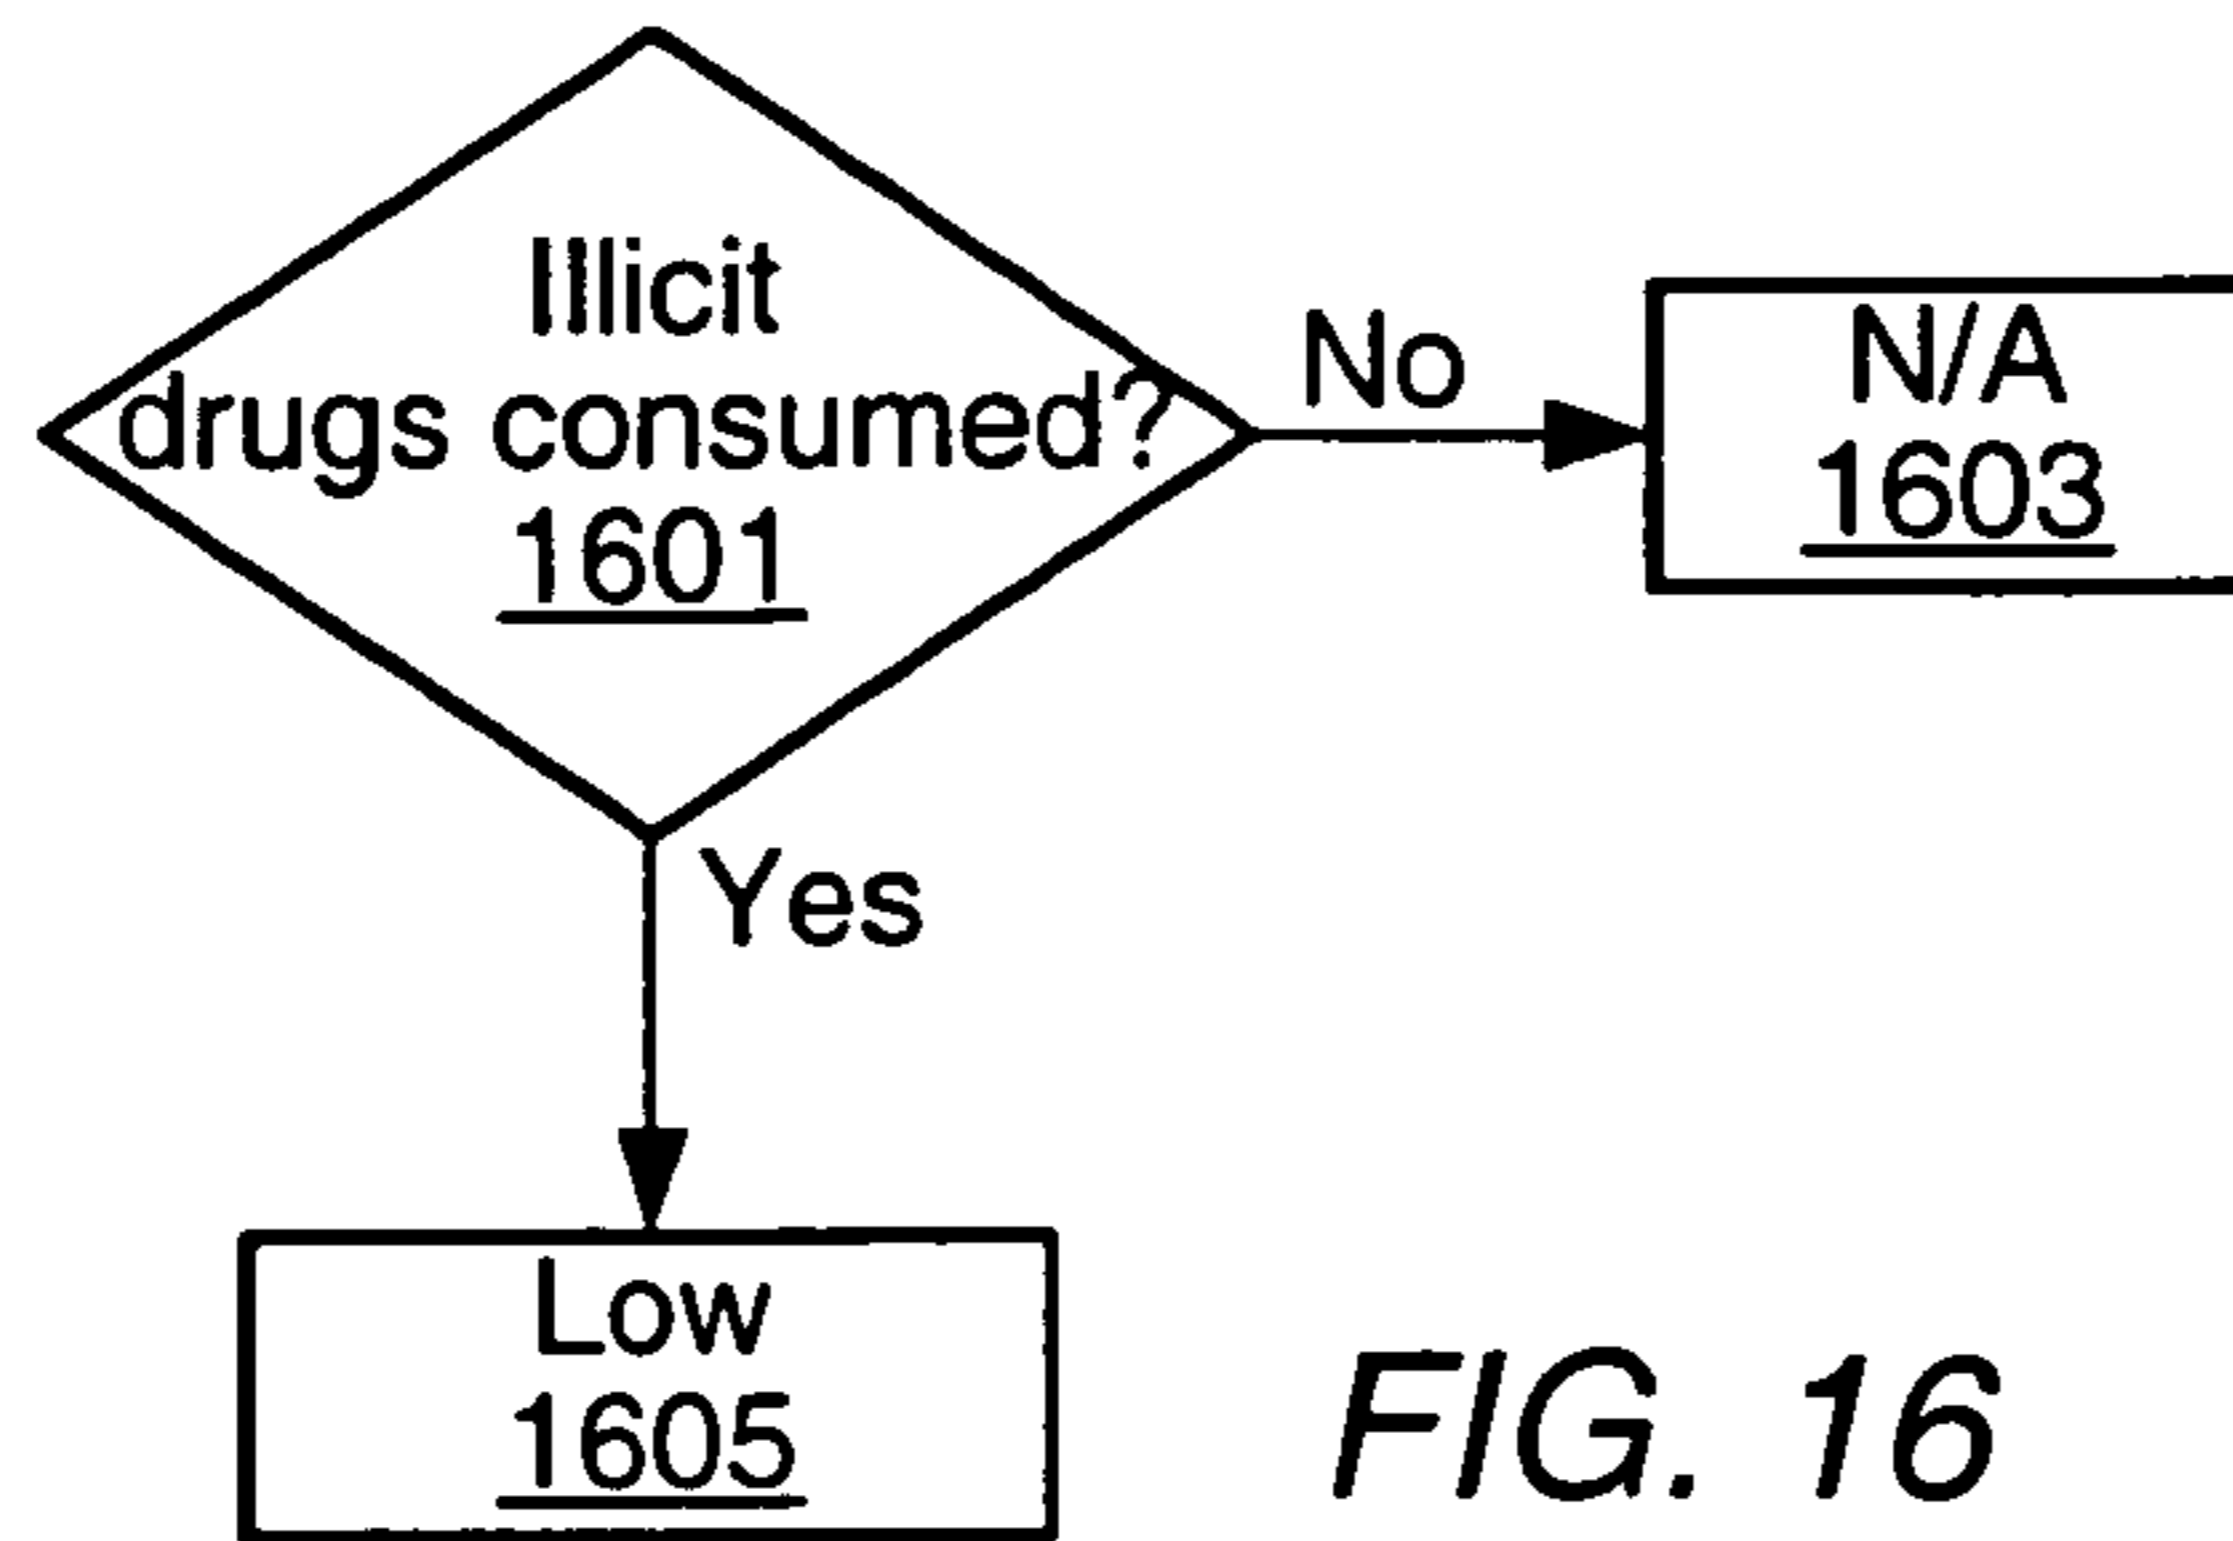 Illicit
drugs consumed?
1601
No
N/A
1603
Yes
Low
1605
FIG. 16